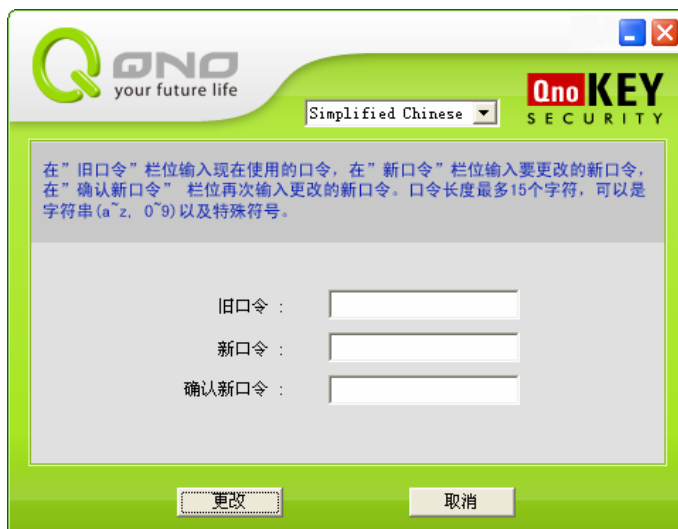 QNO
your future life
Simplified Chinese
Qno KEY
SECURITY
在”旧口令”栏位输入现在使用的口令，在”新口令”栏位输入要更改的新口令，
在”确认新口令” 栏位再次输入更改的新口令。口令长度最多15个字符，可以是
字符串(a~z, 0~9)以及特殊符号。
旧口令 :
新口令 :
确认新口令 :
更改
取消